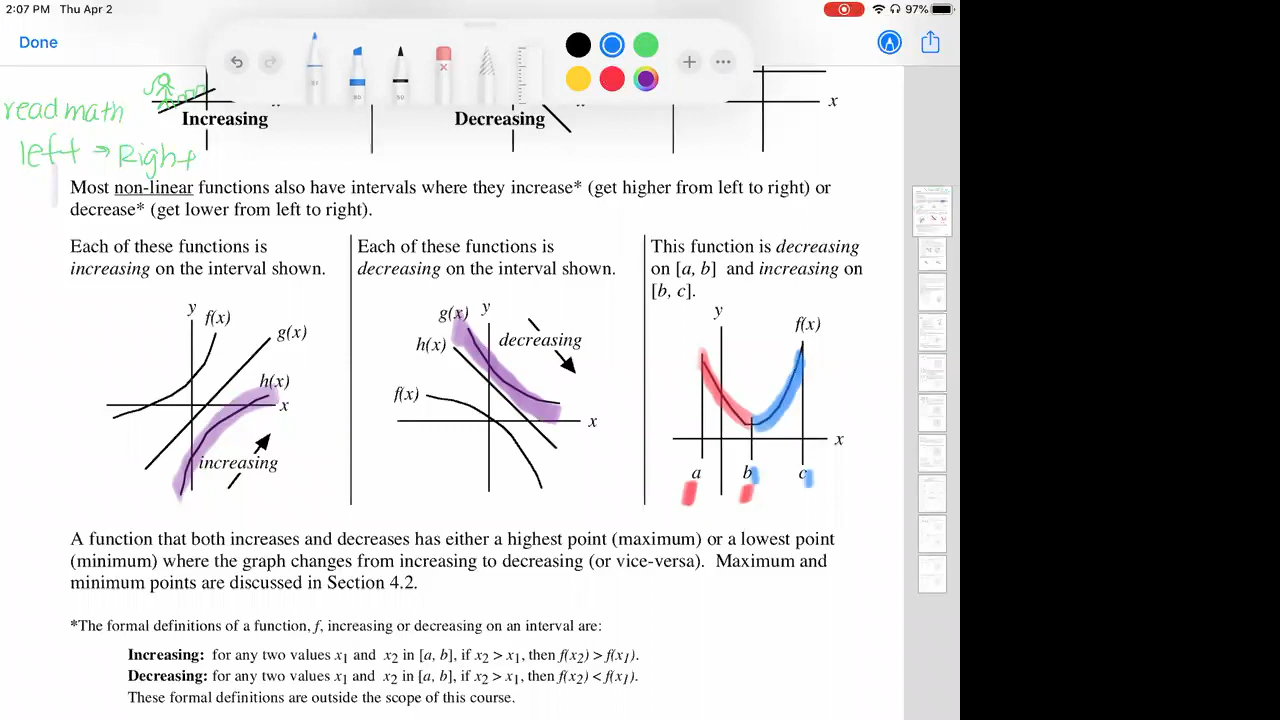 2:07 PM Thu Apr 2
97%
Done
read math
left → Right
Increasing
Decreasing
x
Most non-linear functions also have intervals where they increase* (get higher from left to right) or
decrease* (get lower from left to right).
Each of these functions is
increasing on the interval shown.
y
f(x)
g(x)
h(x)
x
increasing
Each of these functions is
decreasing on the interval shown.
g(x)
y
h(x)
decreasing
f(x)
x
This function is decreasing
on [a, b] and increasing on
[b, c].
y
f(x)
x
a
b
c
A function that both increases and decreases has either a highest point (maximum) or a lowest point
(minimum) where the graph changes from increasing to decreasing (or vice-versa). Maximum and
minimum points are discussed in Section 4.2.
*The formal definitions of a function, f, increasing or decreasing on an interval are:
Increasing: for any two values x1 and x2 in [a, b], if x2 > x1, then f(x2) > f(x1).
Decreasing: for any two values x1 and x2 in [a, b], if x2 > x1, then f(x2) < f(x1).
These formal definitions are outside the scope of this course.